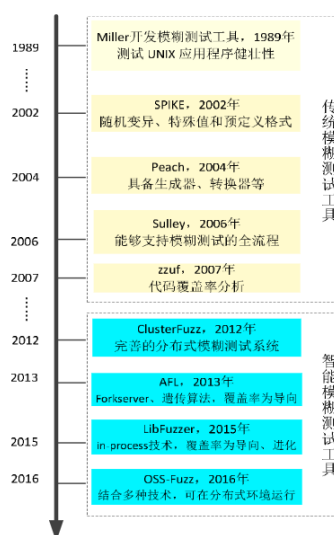 1989
Miller开发模糊测试工具，1989年
测试 UNIX 应用程序健壮性
2002
SPIKE，2002年
随机变异、特殊值和预定义格式
2004
Peach，2004年
具备生成器、转换器等
2006
Sulley，2006年
能够支持模糊测试的全流程
2007
zzuf，2007年
代码覆盖率分析
传统模糊测试工具
2012
ClusterFuzz，2012年
完善的分布式模糊测试系统
2013
AFL，2013年
Forkserver、遗传算法，覆盖率为导向
2015
LibFuzzer，2015年
in-process技术，覆盖率为导向、进化
2016
OSS-Fuzz，2016年
结合多种技术，可在分布式环境运行
智能模糊测试工具